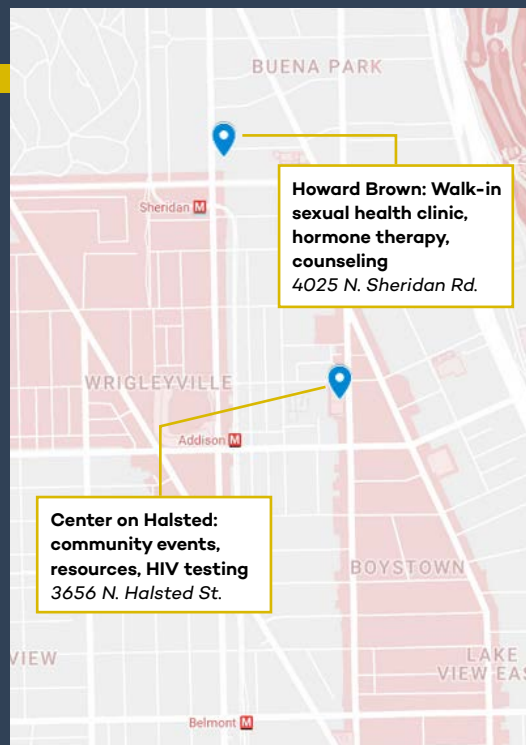 BUENA PARK
Howard Brown: Walk-in
sexual health clinic,
hormone therapy,
counseling
4025 N. Sheridan Rd.
Sheridan M
WRIGLEYVILLE
Addison M
Center on Halsted:
community events,
resources, HIV testing
3656 N. Halsted St.
BOYSTOWN
VIEW
LAKE
VIEW EAS
Belmont M